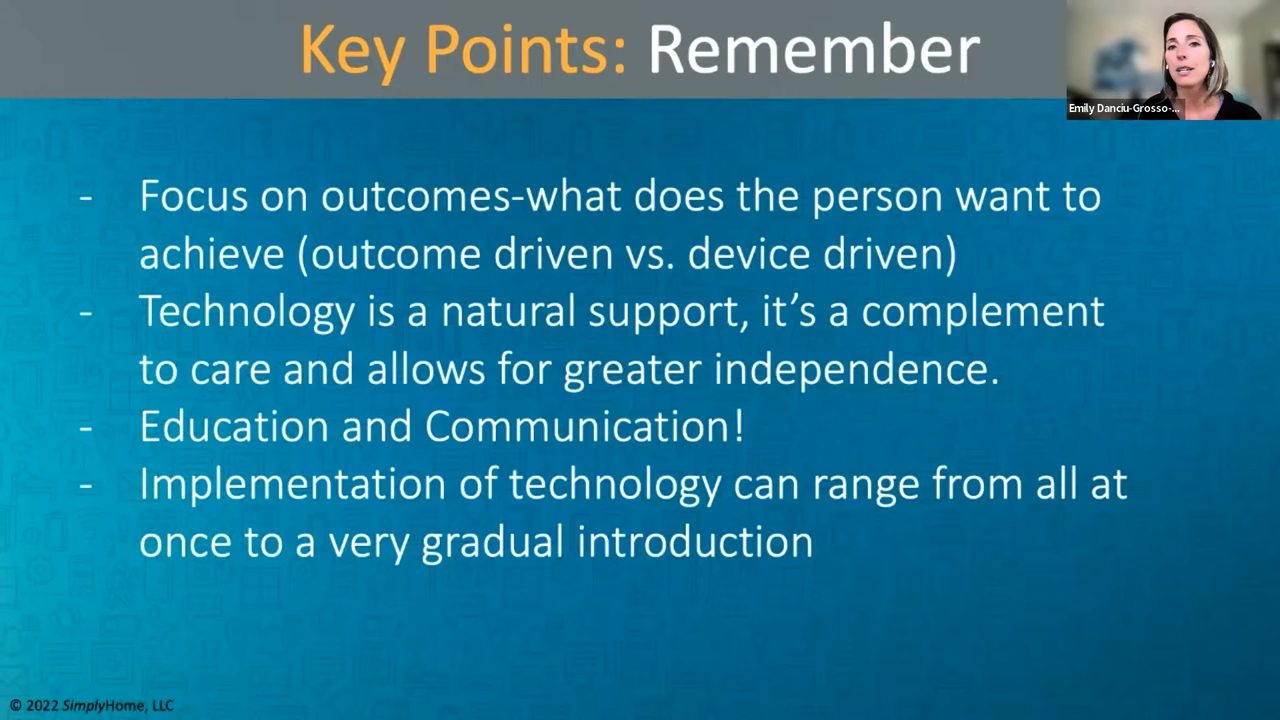 Key Points: Remember
Emily Danciu-Grosso-...
- Focus on outcomes-what does the person want to
achieve (outcome driven vs. device driven)
- Technology is a natural support, it’s a complement
to care and allows for greater independence.
- Education and Communication!
- Implementation of technology can range from all at
once to a very gradual introduction
© 2022 SimplyHome, LLC